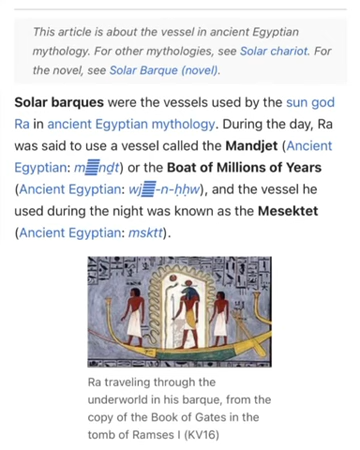 This article is about the vessel in ancient Egyptian
mythology. For other mythologies, see Solar chariot. For
the novel, see Solar Barque (novel).
Solar barques were the vessels used by the sun god
Ra in ancient Egyptian mythology. During the day, Ra
was said to use a vessel called the Mandjet (Ancient
Egyptian: m𓈗nḏt) or the Boat of Millions of Years
(Ancient Egyptian: wj𓈗-n-ḥḥw), and the vessel he
used during the night was known as the Mesektet
(Ancient Egyptian: msktt).
Ra traveling through the
underworld in his barque, from the
copy of the Book of Gates in the
tomb of Ramses I (KV16)